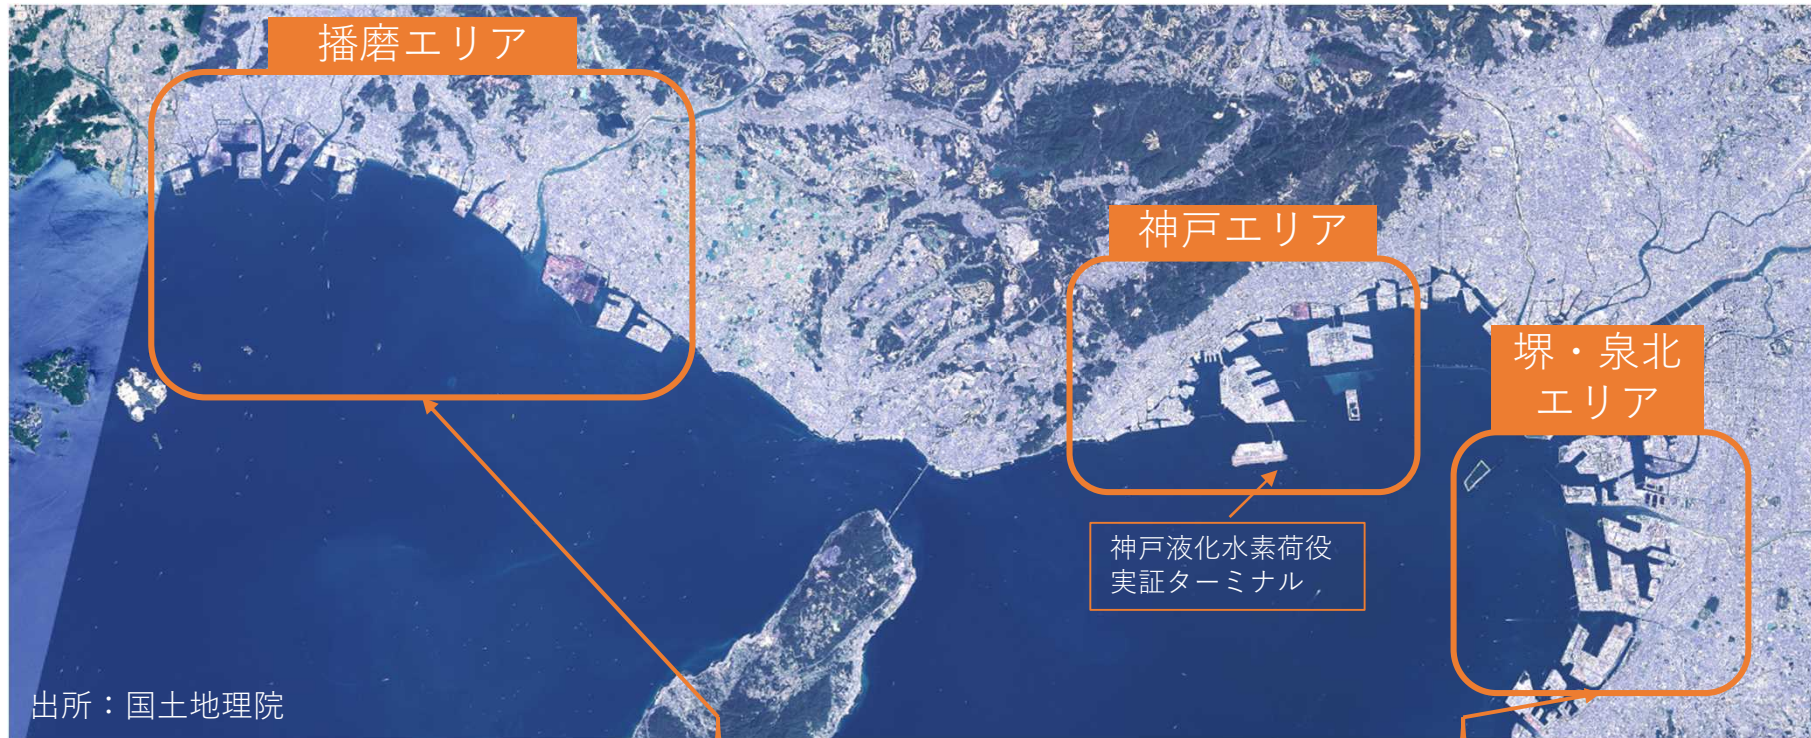 播磨エリア
神戸エリア
堺・泉北
エリア
神戸液化水素荷役
実証ターミナル
出所：国土地理院